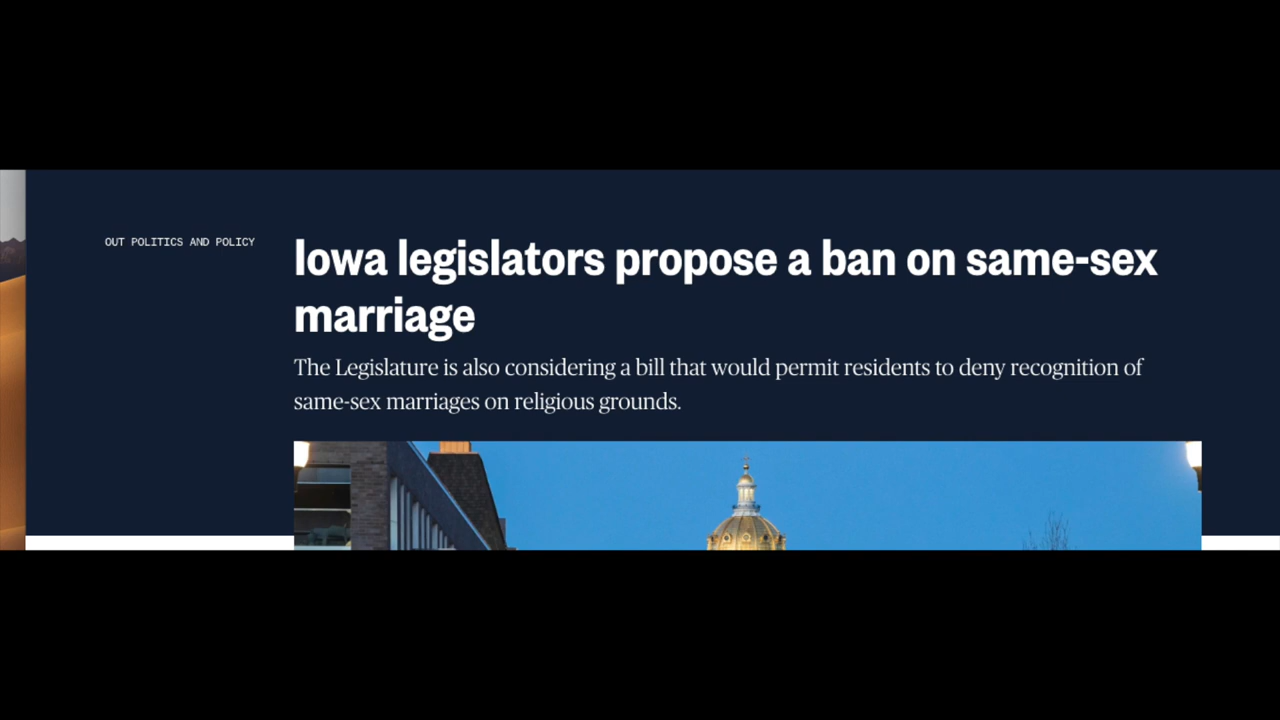 OUT POLITICS AND POLICY
Iowa legislators propose a ban on same-sex
marriage
The Legislature is also considering a bill that would permit residents to deny recognition of
same-sex marriages on religious grounds.